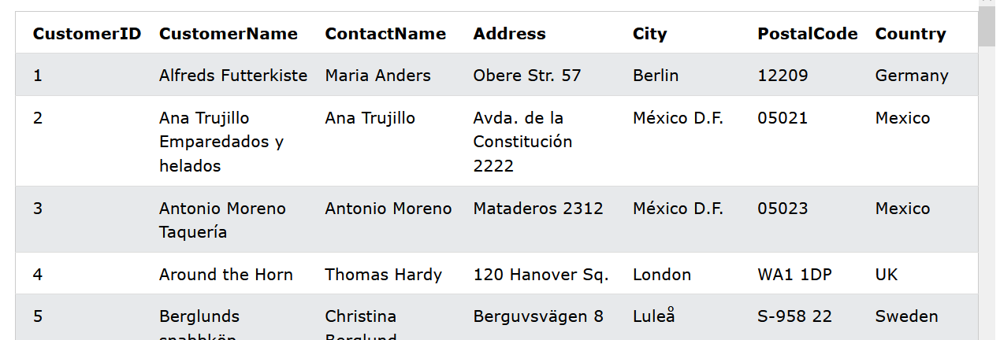 CustomerID CustomerName ContactName Address City PostalCode Country
1 Alfreds Futterkiste Maria Anders Obere Str. 57 Berlin 12209 Germany
2 Ana Trujillo Ana Trujillo Avda. de la México D.F. 05021 Mexico
Emparedados y Constitución
helados 2222
3 Antonio Moreno Antonio Moreno Mataderos 2312 México D.F. 05023 Mexico
Taquería
4 Around the Horn Thomas Hardy 120 Hanover Sq. London WA1 1DP UK
5 Berglunds Christina Berguvsvägen 8 Luleå S-958 22 Sweden
snabbköp Berglund